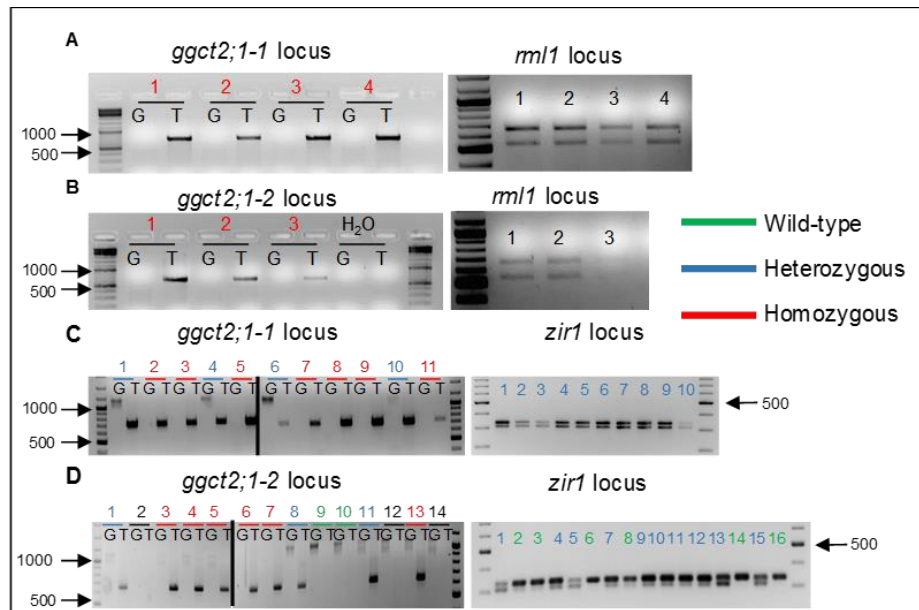 A
ggct2;1-1 locus
rml1 locus
1 2 3 4
G T G T G T G T
1000
500
1 2 3 4
B
ggct2;1-2 locus
rml1 locus
1 2 3 H2O
G T G T G T G T
1000
500
1 2 3
Wild-type
Heterozygous
Homozygous
C
ggct2;1-1 locus
zir1 locus
1 2 3 4 5 6 7 8 9 10 11
G T G T G T G T G T G T G T G T G T G T G T
1000
500
1 2 3 4 5 6 7 8 9 10
500
D
ggct2;1-2 locus
zir1 locus
1 2 3 4 5 6 7 8 9 10 11 12 13 14
G T G T G T G T G T G T G T G T G T G T G T G T G T G T
1000
500
1 2 3 4 5 6 7 8 9 10 11 12 13 14 15 16
500